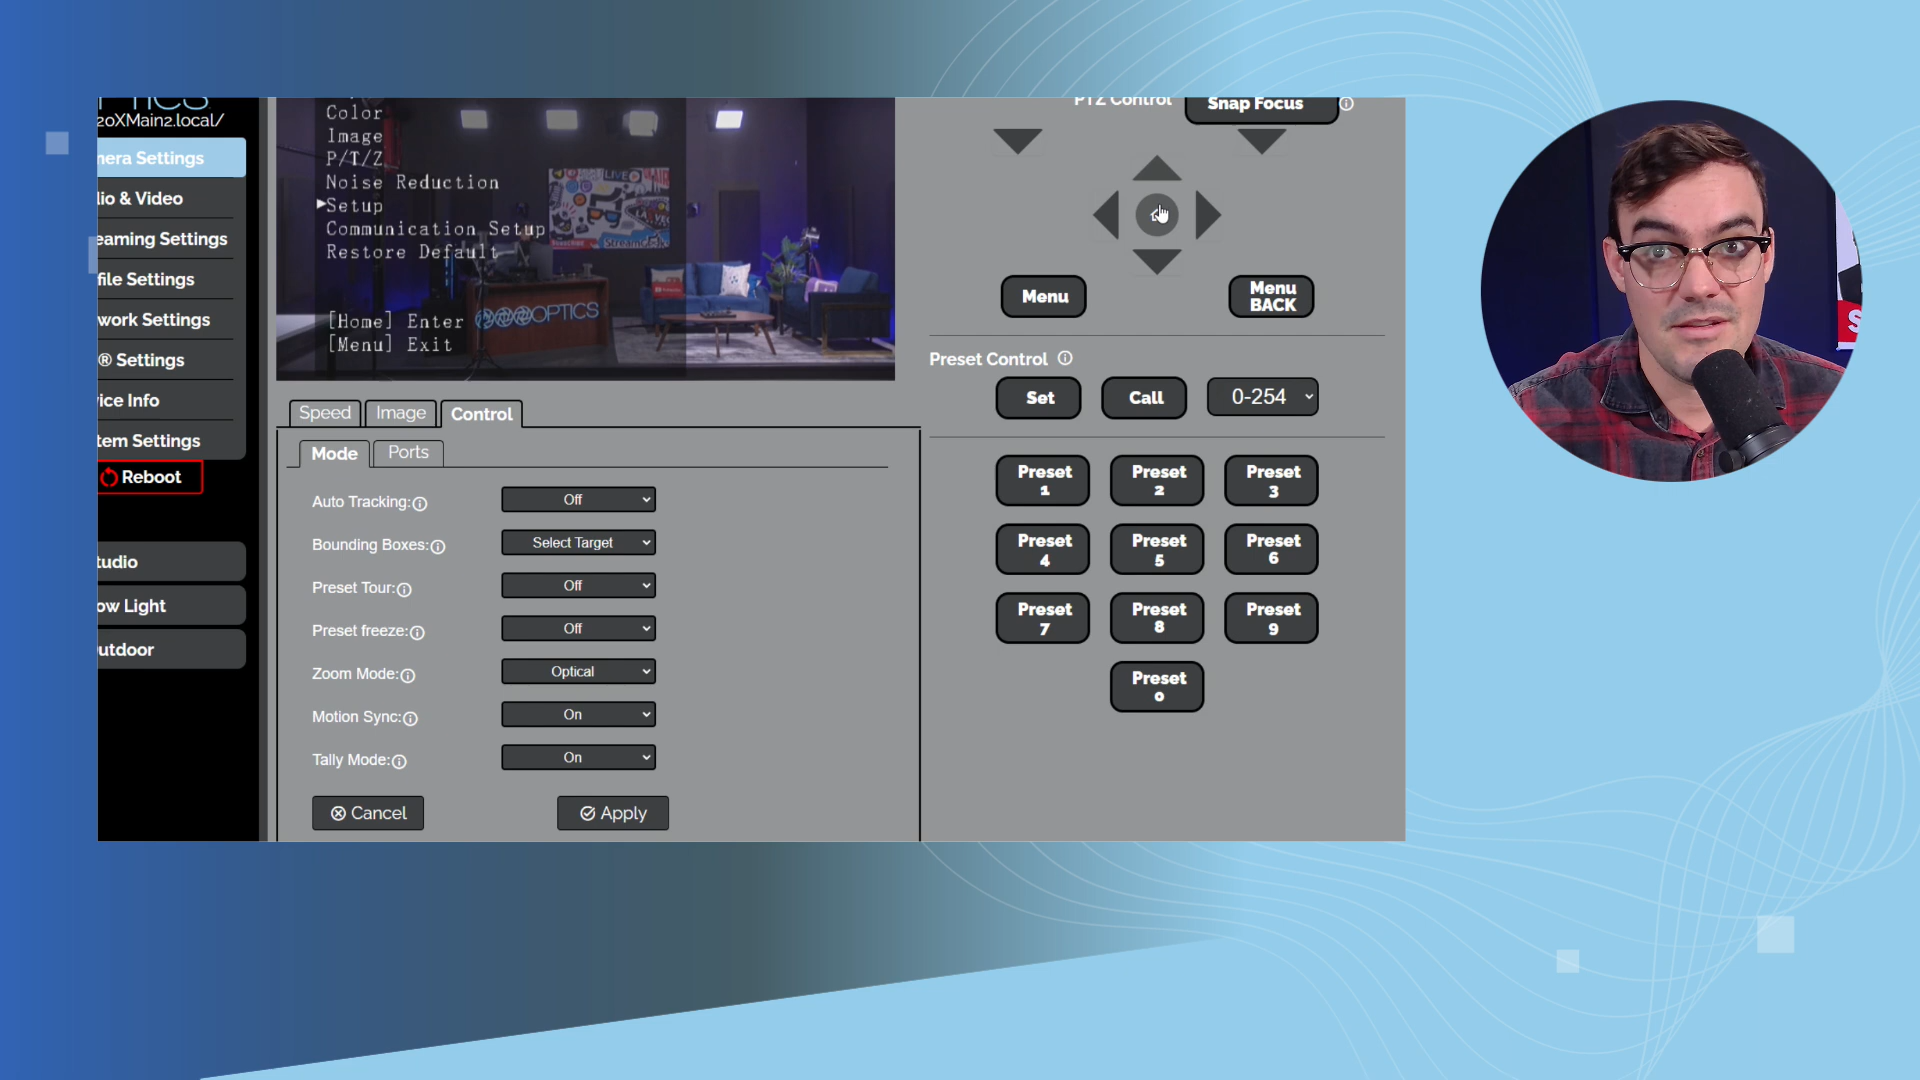 20XMain2.local/
nera Settings
lio & Video
eaming Settings
file Settings
work Settings
® Settings
vice Info
tem Settings
Reboot
tudio
ow Light
utdoor
Color
Image
P/T/Z
Noise Reduction
Setup
Communication Setup
Restore Default
[Home] Enter
[Menu] Exit
OPTICS
LIVE
StreamGeeks
Speed
Image
Control
Mode
Ports
Auto Tracking:
Off
Bounding Boxes:
Select Target
Preset Tour:
Off
Preset freeze:
Off
Zoom Mode:
Optical
Motion Sync:
On
Tally Mode:
On
Cancel
Apply
PTZ Control
Snap Focus
Menu
Menu
BACK
Preset Control
Set
Call
0-254
Preset
1
Preset
2
Preset
3
Preset
4
Preset
5
Preset
6
Preset
7
Preset
8
Preset
9
Preset
0
S